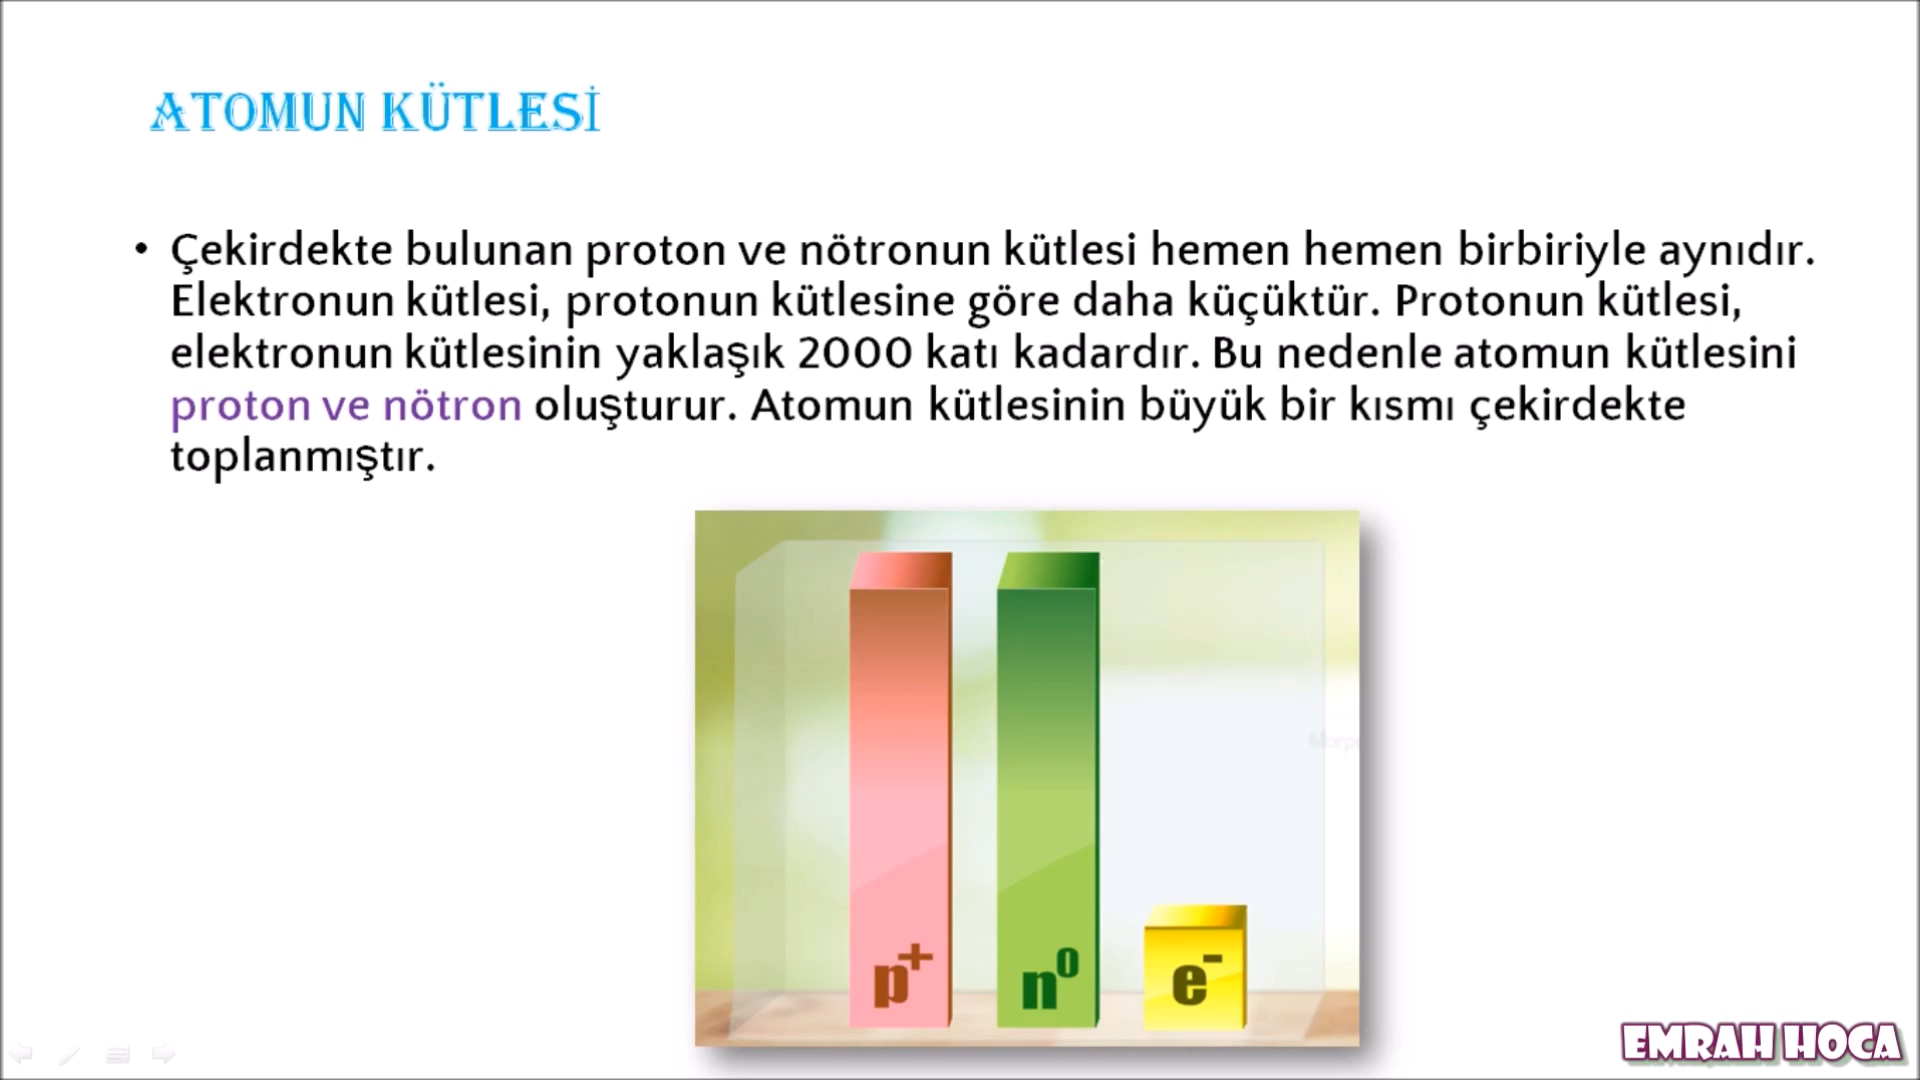 ATOMUN KÜTLESİ
• Çekirdekte bulunan proton ve nötronun kütlesi hemen hemen birbiriyle aynıdır.
Elektronun kütlesi, protonun kütlesine göre daha küçüktür. Protonun kütlesi,
elektronun kütlesinin yaklaşık 2000 katı kadardır. Bu nedenle atomun kütlesini
proton ve nötron oluşturur. Atomun kütlesinin büyük bir kısmı çekirdekte
toplanmıştır.
p⁺
n⁰
e⁻
EMRAH HOCA